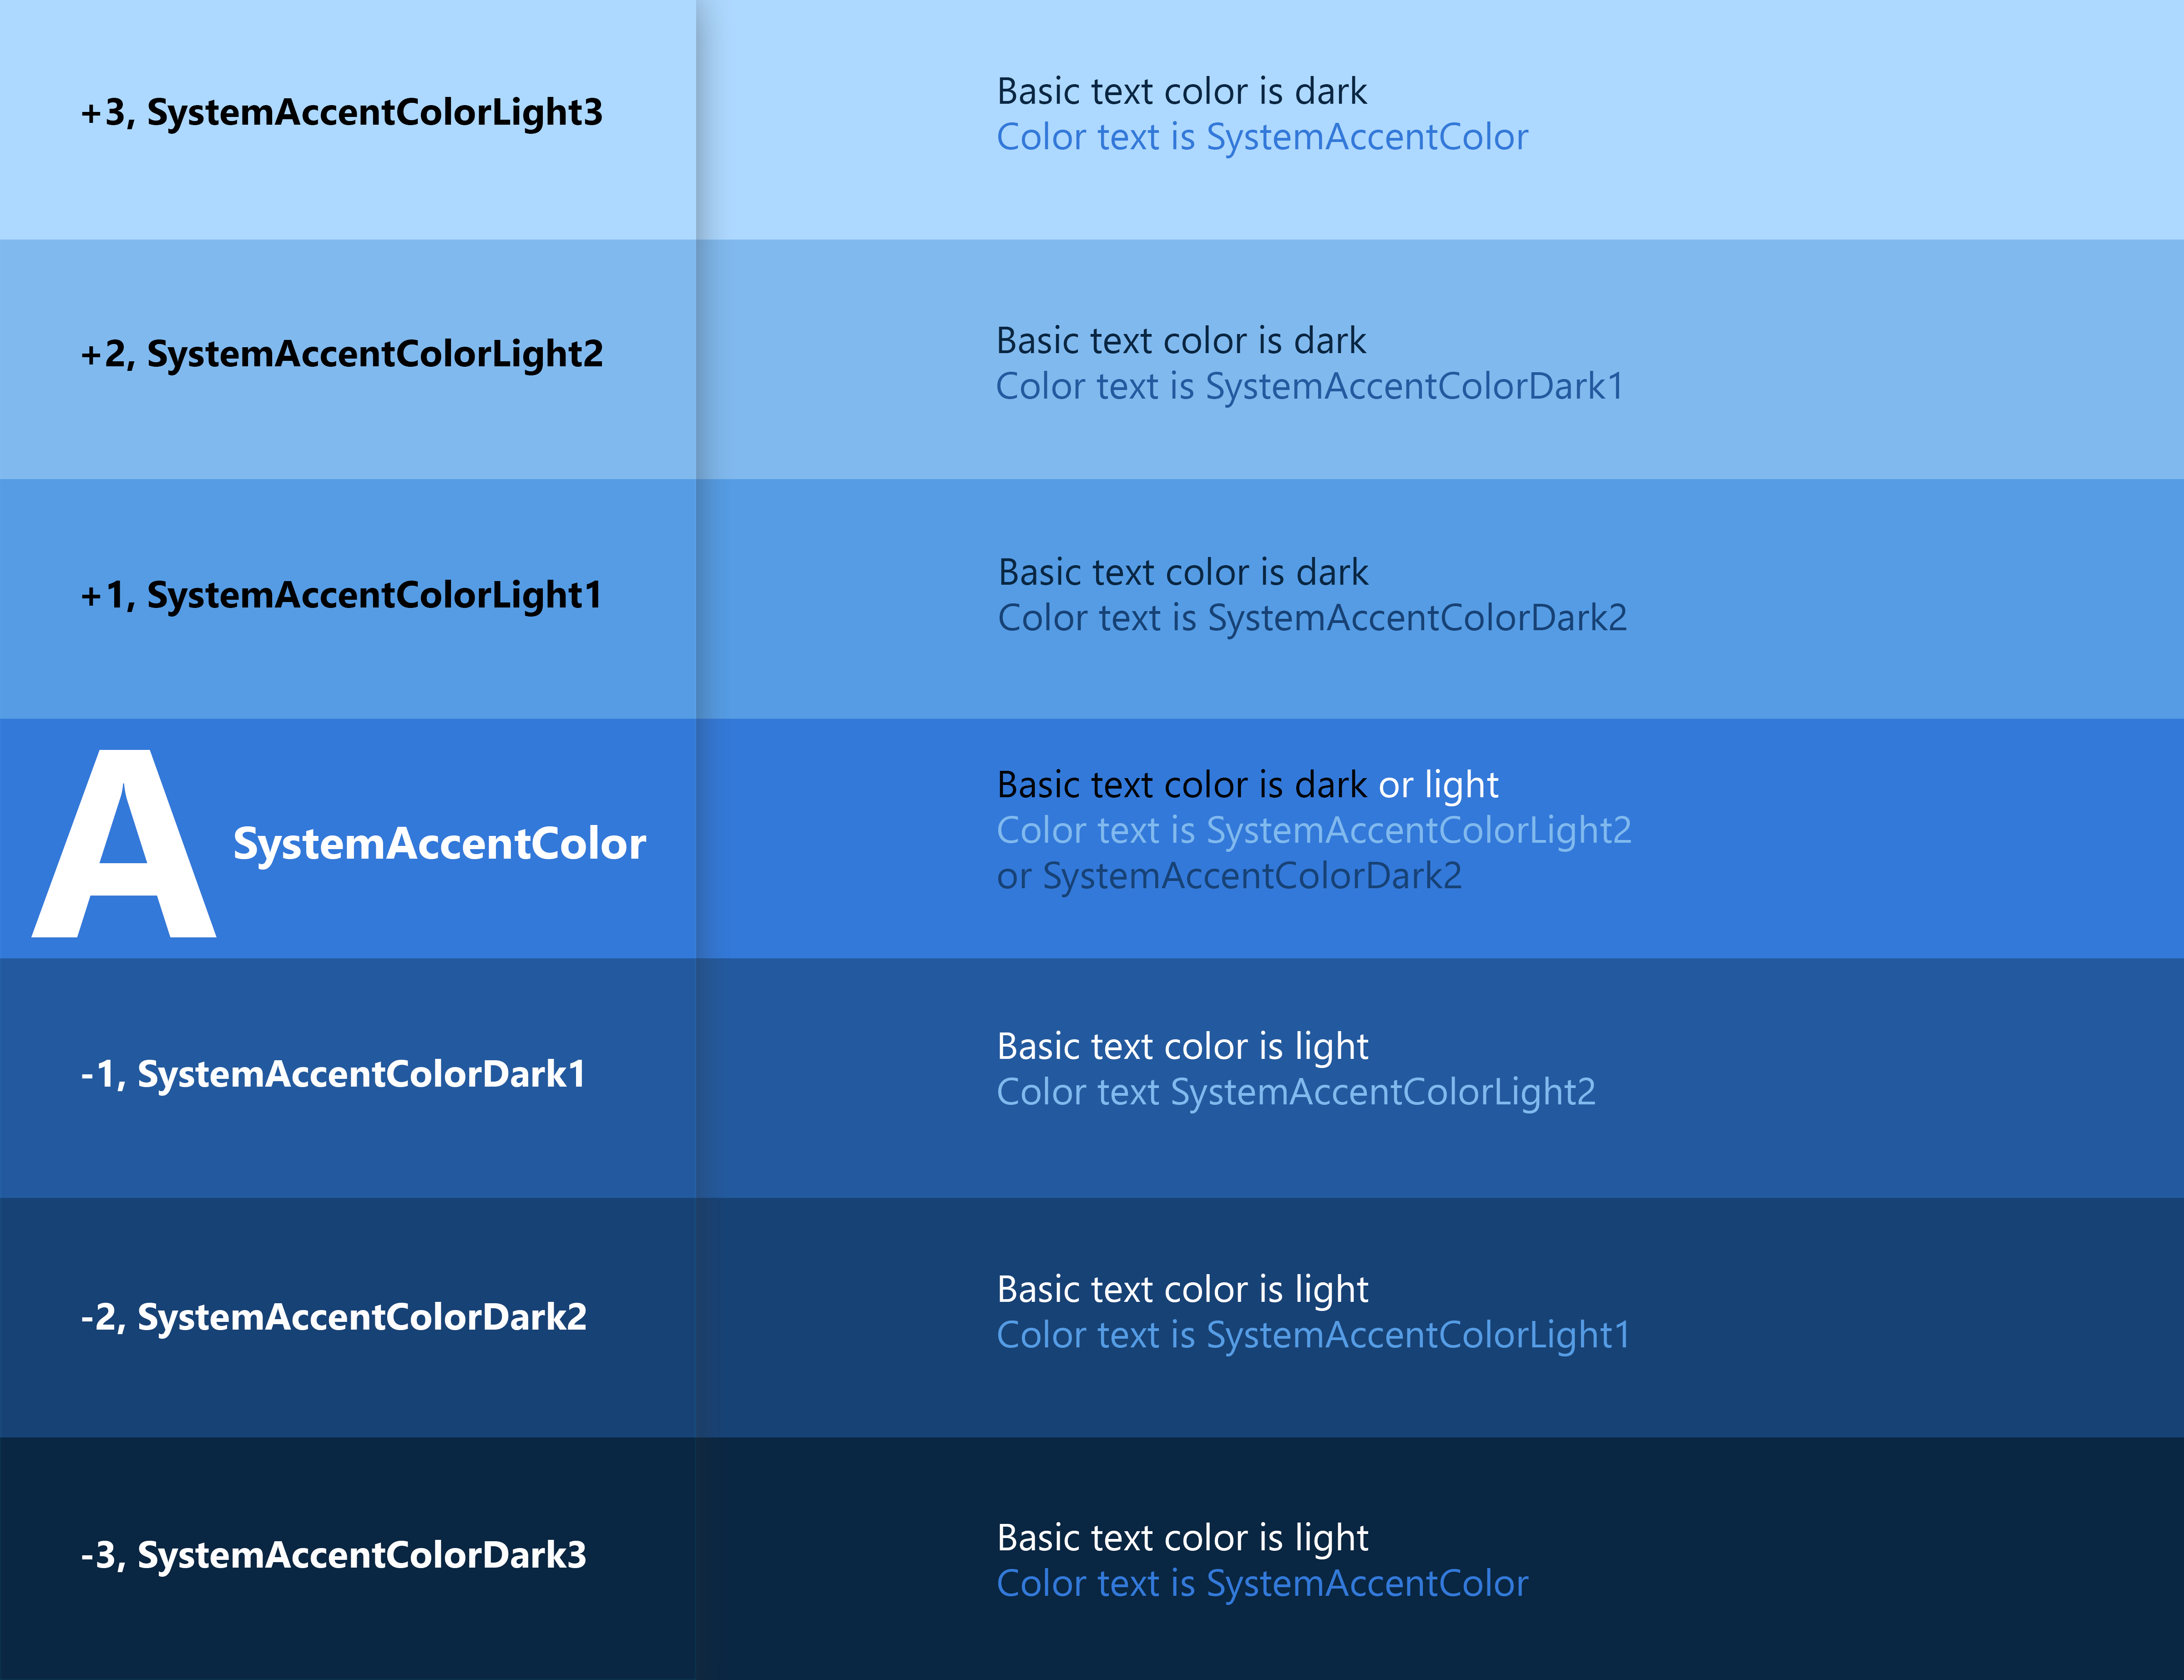 +3, SystemAccentColorLight3
Basic text color is dark
Color text is SystemAccentColor
+2, SystemAccentColorLight2
Basic text color is dark
Color text is SystemAccentColorDark1
+1, SystemAccentColorLight1
Basic text color is dark
Color text is SystemAccentColorDark2
A SystemAccentColor
Basic text color is dark or light
Color text is SystemAccentColorLight2
or SystemAccentColorDark2
-1, SystemAccentColorDark1
Basic text color is light
Color text SystemAccentColorLight2
-2, SystemAccentColorDark2
Basic text color is light
Color text is SystemAccentColorLight1
-3, SystemAccentColorDark3
Basic text color is light
Color text is SystemAccentColor